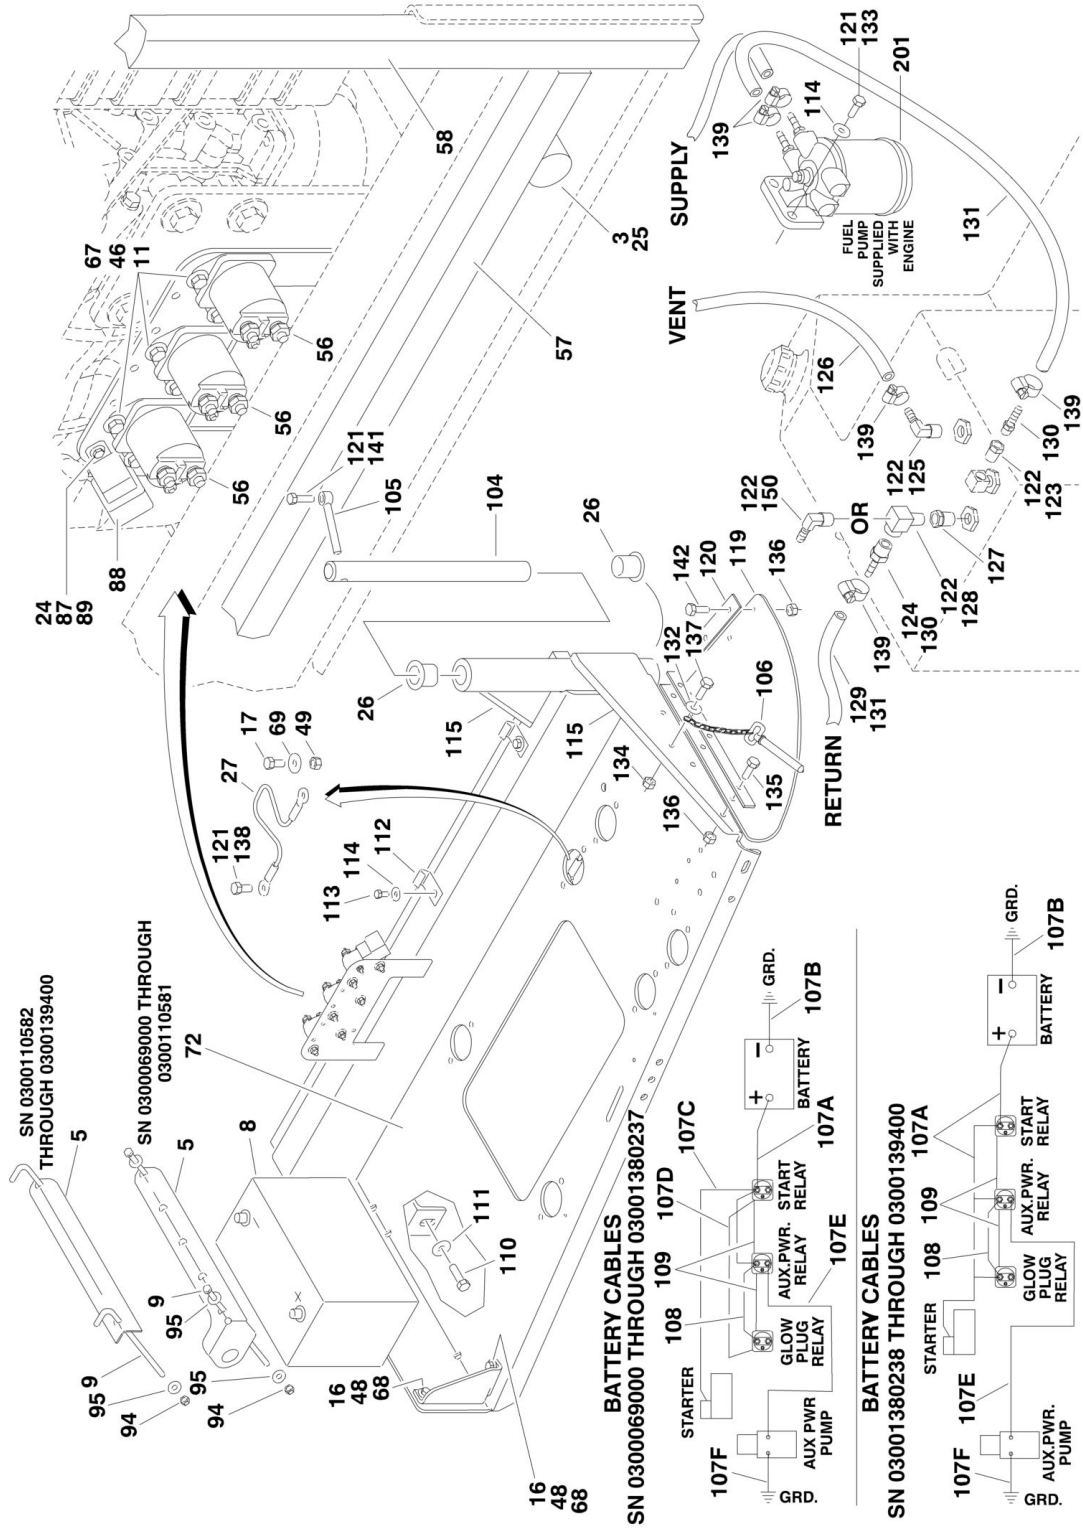 SN 0300110582
THROUGH 0300139400
5
SN 0300069000 THROUGH
0300110581
5
72
8
9
95
9
95
94
95
94
16
48
68
16
48
68
111
110
67
46
11
24
87
89
88
56
56
56
58
3
25
57
121
141
105
104
26
26
17
69
49
27
121
138
112
114
113
115
115
134
136
142
120
119
136
132
137
106
135
SUPPLY
139
114
121
133
201
FUEL
PUMP
SUPPLIED
WITH
ENGINE
131
VENT
126
139
122
125
139
130
122
123
122
150
OR
127
122
128
124
130
139
129
131
RETURN
BATTERY CABLES
SN 0300069000 THROUGH 03001380237
107C
107D
109
108
STARTER
GLOW
PLUG
RELAY
AUX.PWR.
RELAY
START
RELAY
+
−
BATTERY
GRD.
107B
107A
107E
107F
AUX PWR
PUMP
GRD.
BATTERY CABLES
SN 03001380238 THROUGH 0300139400
107A
109
108
STARTER
GLOW
PLUG
RELAY
AUX.PWR.
RELAY
START
RELAY
+
−
BATTERY
GRD.
107B
107E
107F
AUX.PWR.
PUMP
GRD.